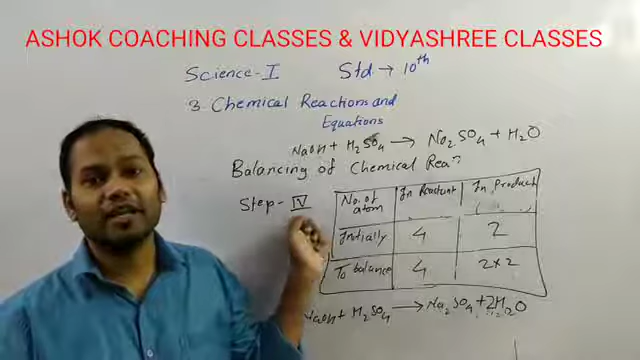 ASHOK COACHING CLASSES & VIDYASHREE CLASSES
Science-I Std → 10th
3 Chemical Reactions and
Equations
NaOH + H₂SO₄ → Na₂SO₄ + H₂O
Balancing of Chemical Reaⁿ
Step-IV
No. of atom In Reactant In Product
Initially 4 2
To balance 4 2×2
NaOH + H₂SO₄ → Na₂SO₄ + 2H₂O